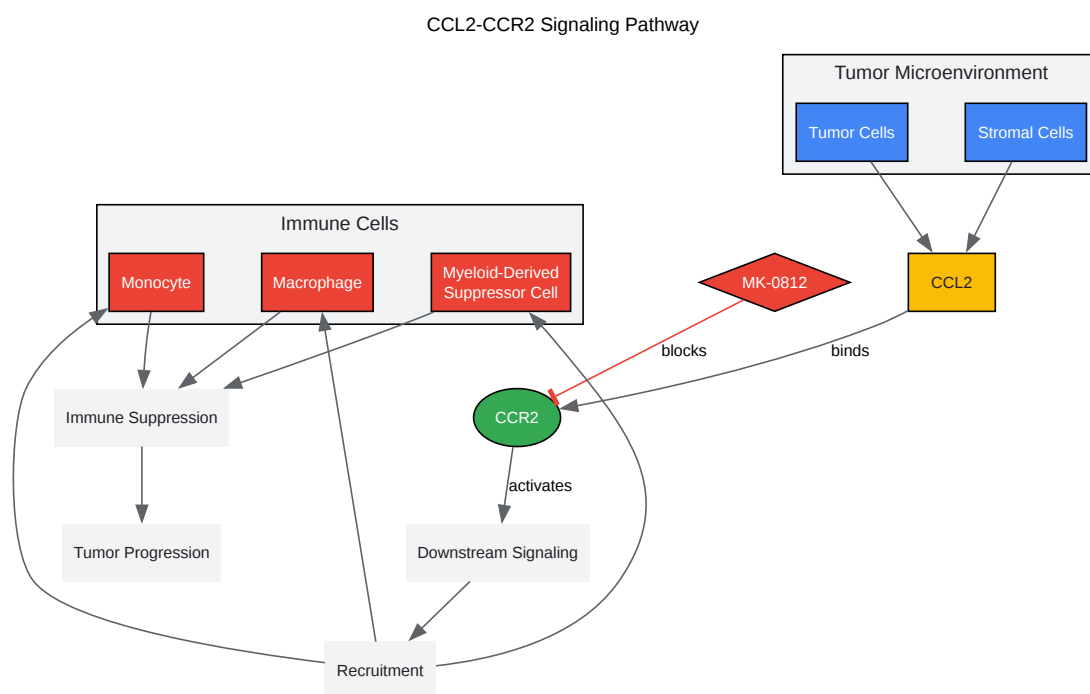 CCL2-CCR2 Signaling Pathway
Tumor Microenvironment
Tumor Cells
Stromal Cells
Immune Cells
Monocyte
Macrophage
Myeloid-Derived
Suppressor Cell
MK-0812
CCL2
blocks
binds
Immune Suppression
CCR2
activates
Tumor Progression
Downstream Signaling
Recruitment